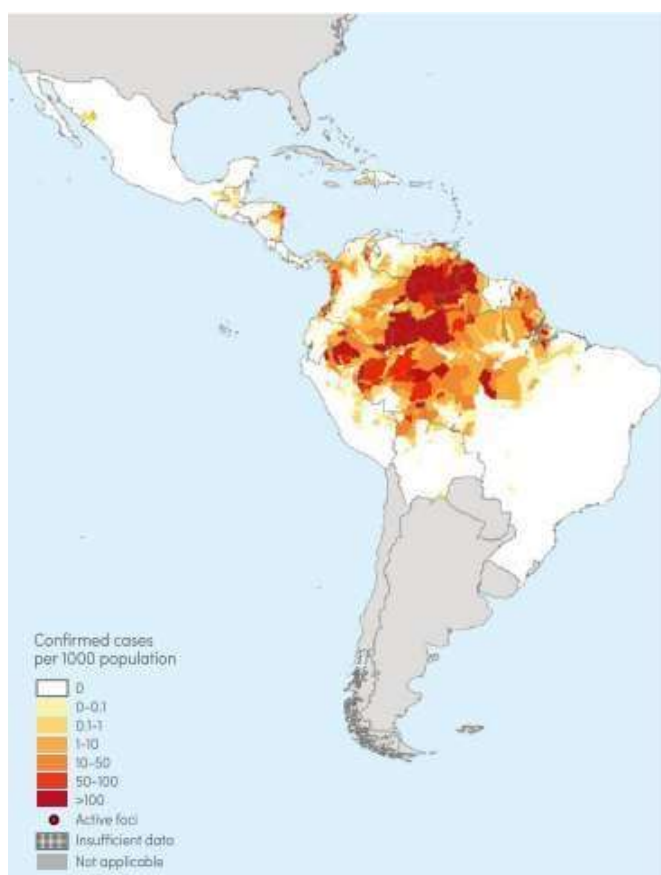 Confirmed cases
per 1000 population
0
0-0.1
0.1-1
1-10
10-50
50-100
>100
Active foci
Insufficient data
Not applicable